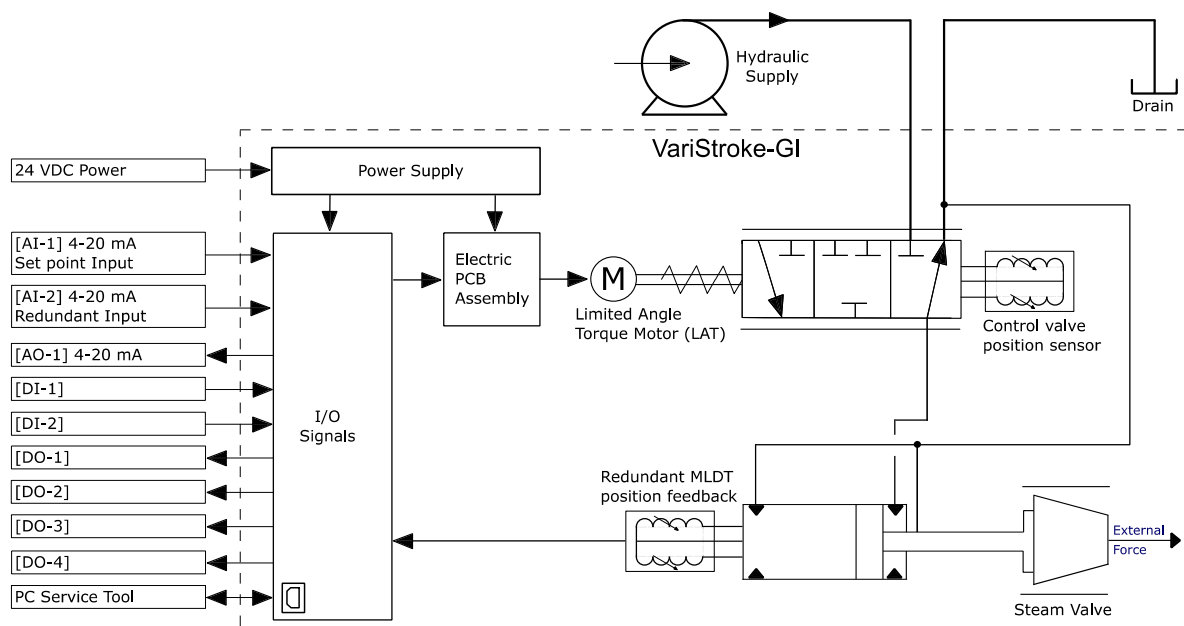 Hydraulic
Supply
Drain
VariStroke-GI
24 VDC Power
Power Supply
[AI-1] 4-20 mA
Set point Input
[AI-2] 4-20 mA
Redundant Input
[AO-1] 4-20 mA
[DI-1]
[DI-2]
[DO-1]
[DO-2]
[DO-3]
[DO-4]
PC Service Tool
I/O
Signals
Electric
PCB
Assembly
M
Limited Angle
Torque Motor (LAT)
Control valve
position sensor
Redundant MLDT
position feedback
External
Force
Steam Valve